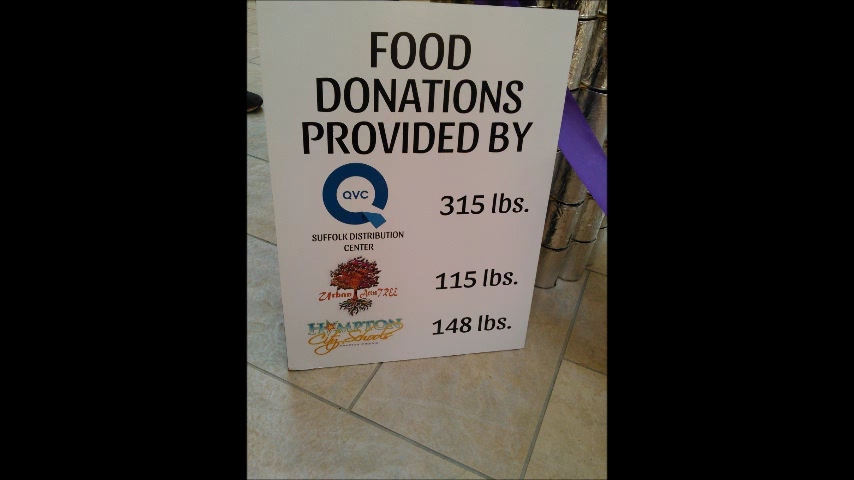 FOOD
DONATIONS
PROVIDED BY
QVC
315 lbs.
SUFFOLK DISTRIBUTION
CENTER
115 lbs.
HAMPTON
City Schools
148 lbs.